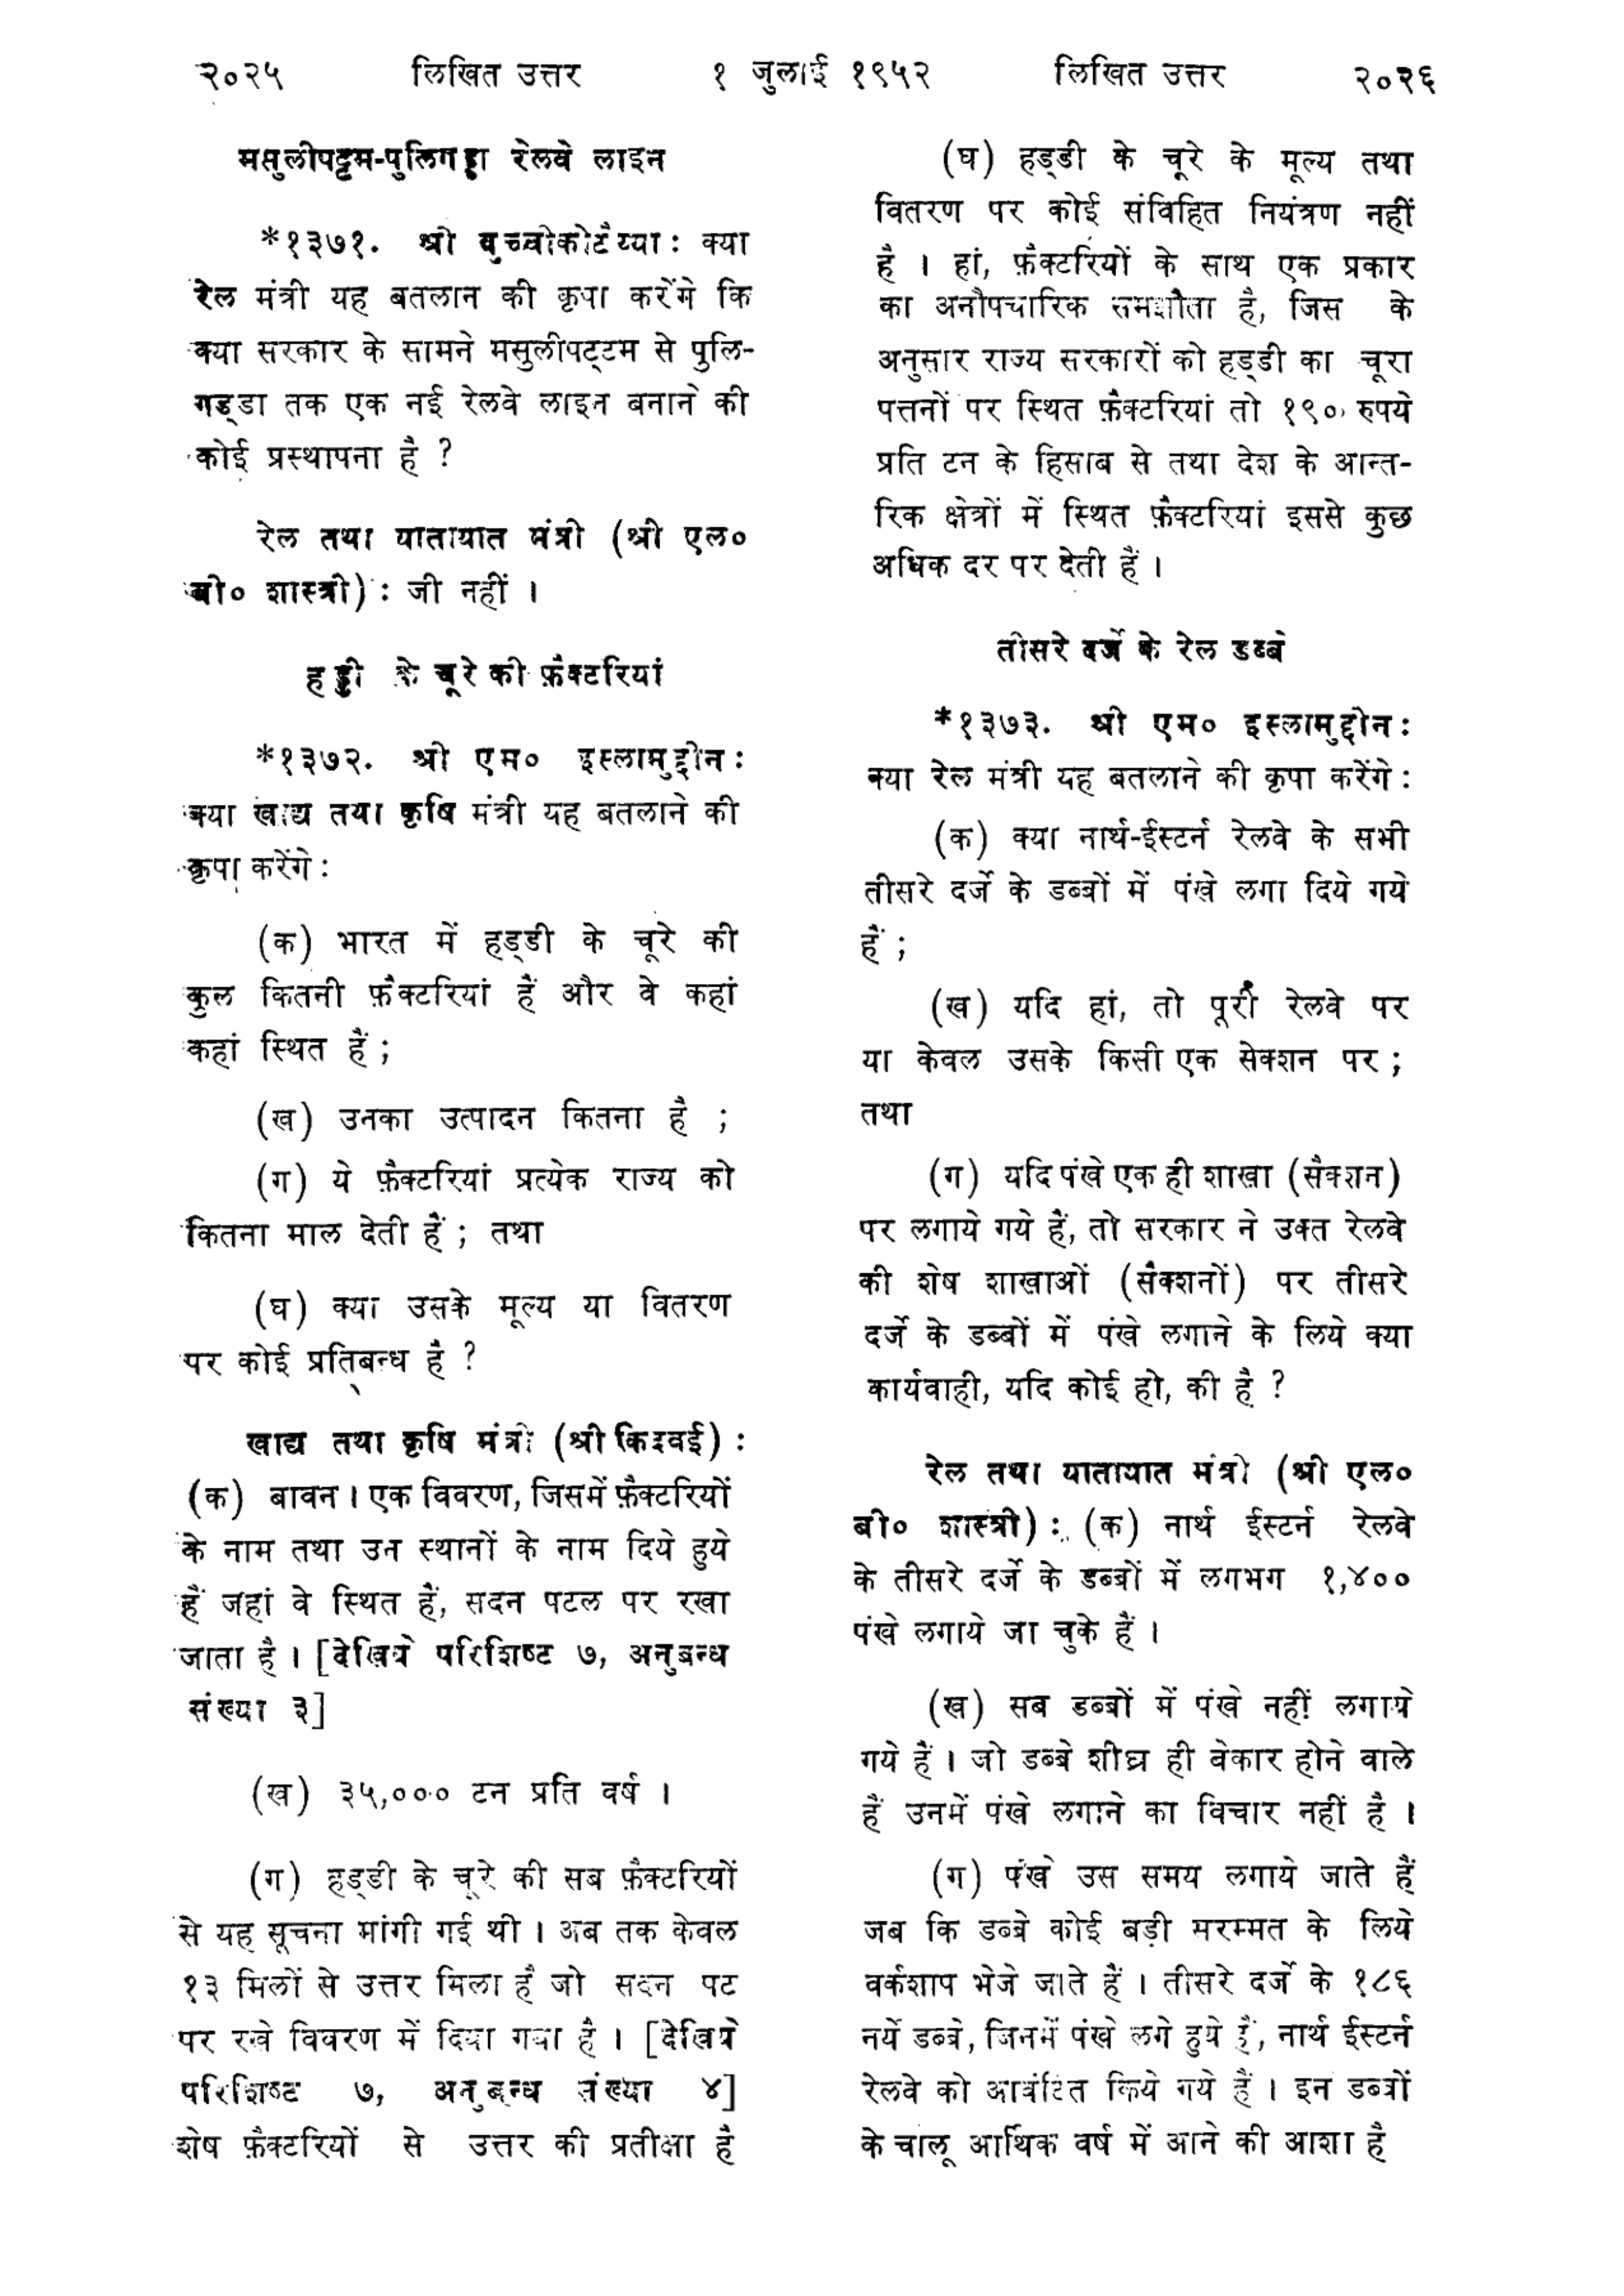 २०२५ लिखित उत्तर १ जुलाई १९५२ लिखित उत्तर २०२६
मसुलीपट्टम-पुलिगड्डा रेलवे लाइन
*१३७१. श्री बुच्चीकोटैय्या : क्या
रेल मंत्री यह बतलान की कृपा करेंगे कि
क्या सरकार के सामने मसुलीपट्टम से पुलि-
गड्डा तक एक नई रेलवे लाइन बनाने की
कोई प्रस्थापना है ?
रेल तथा यातायात मंत्री (श्री एल०
बी० शास्त्री) : जी नहीं ।
हड्डी के चूरे की फ़ैक्टरियां
*१३७२. श्री एम० इस्लामुद्दीन :
क्या खाद्य तथा कृषि मंत्री यह बतलाने की
कृपा करेंगे :
(क) भारत में हड्डी के चूरे की
कुल कितनी फ़ैक्टरियां हैं और वे कहां
कहां स्थित हैं ;
(ख) उनका उत्पादन कितना है ;
(ग) ये फ़ैक्टरियां प्रत्येक राज्य को
कितना माल देती हैं ; तथा
(घ) क्या उसके मूल्य या वितरण
पर कोई प्रतिबन्ध है ?
खाद्य तथा कृषि मंत्री (श्री किदवई) :
(क) बावन । एक विवरण, जिसमें फ़ैक्टरियों
के नाम तथा उन स्थानों के नाम दिये हुये
हैं जहां वे स्थित हैं, सदन पटल पर रखा
जाता है । [देखिये परिशिष्ट ७, अनुबन्ध
संख्या ३]
(ख) ३५,००० टन प्रति वर्ष ।
(ग) हड्डी के चूरे की सब फ़ैक्टरियों
से यह सूचना मांगी गई थी । अब तक केवल
१३ मिलों से उत्तर मिला है जो सदन पट
पर रखे विवरण में दिया गया है । [देखिये
परिशिष्ट ७, अनुबन्ध संख्या ४]
शेष फ़ैक्टरियों से उत्तर की प्रतीक्षा है
(घ) हड्डी के चूरे के मूल्य तथा
वितरण पर कोई संविहित नियंत्रण नहीं
है । हां, फ़ैक्टरियों के साथ एक प्रकार
का अनौपचारिक समझौता है, जिस के
अनुसार राज्य सरकारों को हड्डी का चूरा
पत्तनों पर स्थित फ़ैक्टरियां तो १९० रुपये
प्रति टन के हिसाब से तथा देश के आन्त-
रिक क्षेत्रों में स्थित फ़ैक्टरियां इससे कुछ
अधिक दर पर देती हैं ।
तीसरे दर्जे के रेल डब्बे
*१३७३. श्री एम० इस्लामुद्दीन :
क्या रेल मंत्री यह बतलाने की कृपा करेंगे :
(क) क्या नार्थ-ईस्टर्न रेलवे के सभी
तीसरे दर्जे के डब्बों में पंखे लगा दिये गये
हैं ;
(ख) यदि हां, तो पूरी रेलवे पर
या केवल उसके किसी एक सेक्शन पर ;
तथा
(ग) यदि पंखे एक ही शाखा (सैक्शन)
पर लगाये गये हैं, तो सरकार ने उक्त रेलवे
की शेष शाखाओं (सैक्शनों) पर तीसरे
दर्जे के डब्बों में पंखे लगाने के लिये क्या
कार्यवाही, यदि कोई हो, की है ?
रेल तथा यातायात मंत्री (श्री एल०
बी० शास्त्री) : (क) नार्थ ईस्टर्न रेलवे
के तीसरे दर्जे के डब्बों में लगभग १,४००
पंखे लगाये जा चुके हैं ।
(ख) सब डब्बों में पंखे नहीं लगाये
गये हैं । जो डब्बे शीघ्र ही बेकार होने वाले
हैं उनमें पंखे लगाने का विचार नहीं है ।
(ग) पंखे उस समय लगाये जाते हैं
जब कि डब्बे कोई बड़ी मरम्मत के लिये
वर्कशाप भेजे जाते हैं । तीसरे दर्जे के १८६
नयें डब्बे, जिनमें पंखे लगे हुये हैं, नार्थ ईस्टर्न
रेलवे को आवंटित किये गये हैं । इन डब्बों
के चालू आर्थिक वर्ष में आने की आशा है